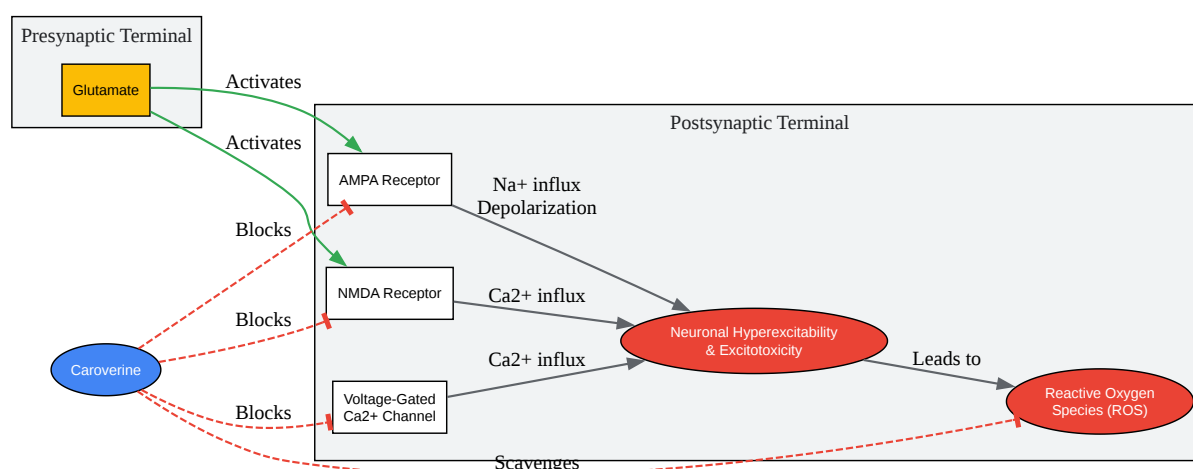 Presynaptic Terminal
Glutamate
Activates
Activates
Postsynaptic Terminal
AMPA Receptor
Na+ influx
Depolarization
Blocks
NMDA Receptor
Ca2+ influx
Blocks
Neuronal Hyperexcitability
& Excitotoxicity
Ca2+ influx
Leads to
Caroverine
Voltage-Gated
Ca2+ Channel
Blocks
Reactive Oxygen
Species (ROS)
Scavenges